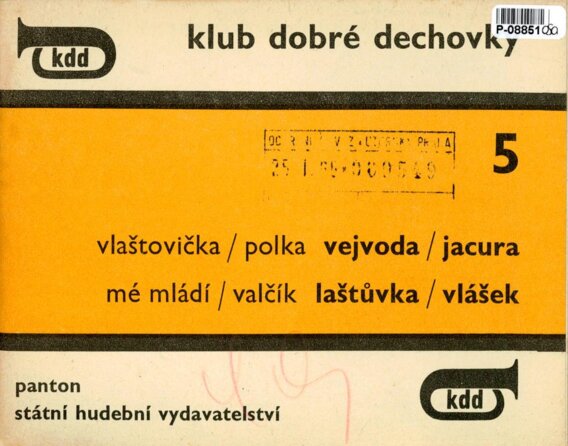 kdd
klub dobré dechovky
P-08851
5
vlaštovička / polka vejvoda / jacura
mé mládí / valčík laštůvka / vlášek
panton
státní hudební vydavatelství
kdd